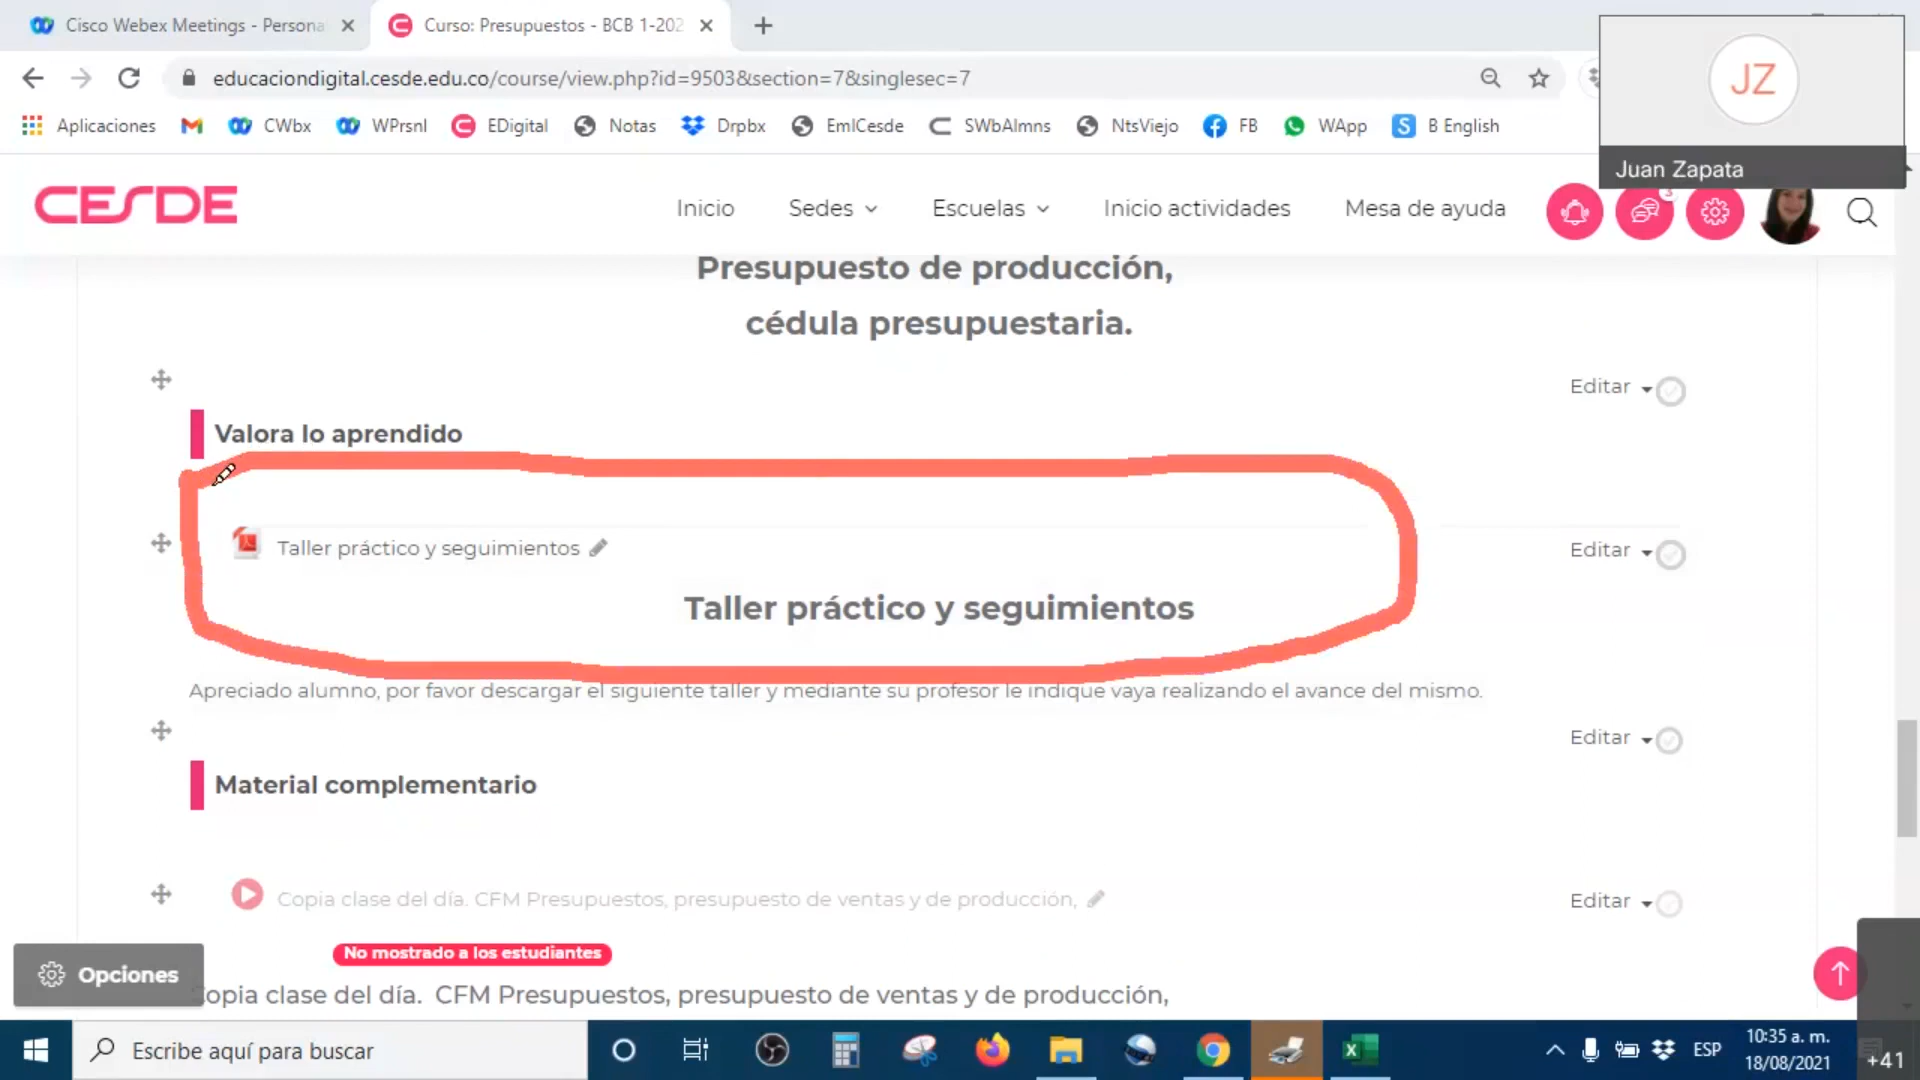 Cisco Webex Meetings - Persona
Curso: Presupuestos - BCB 1-202
educaciondigital.cesde.edu.co/course/view.php?id=9503&section=7&singlesec=7
Aplicaciones
CWbx
WPrsnl
EDigital
Notas
Drpbx
EmlCesde
SWbAlmns
NtsViejo
FB
WApp
B English
JZ
Juan Zapata
CESDE
Inicio
Sedes
Escuelas
Inicio actividades
Mesa de ayuda
3
Presupuesto de producción,
cédula presupuestaria.
Editar
Valora lo aprendido
Taller práctico y seguimientos
Editar
Taller práctico y seguimientos
Apreciado alumno, por favor descargar el siguiente taller y mediante su profesor le indique vaya realizando el avance del mismo.
Editar
Material complementario
Copia clase del día. CFM Presupuestos, presupuesto de ventas y de producción,
Editar
No mostrado a los estudiantes
Opciones
Copia clase del día. CFM Presupuestos, presupuesto de ventas y de producción,
Escribe aquí para buscar
ESP
10:35 a. m.
18/08/2021
+41